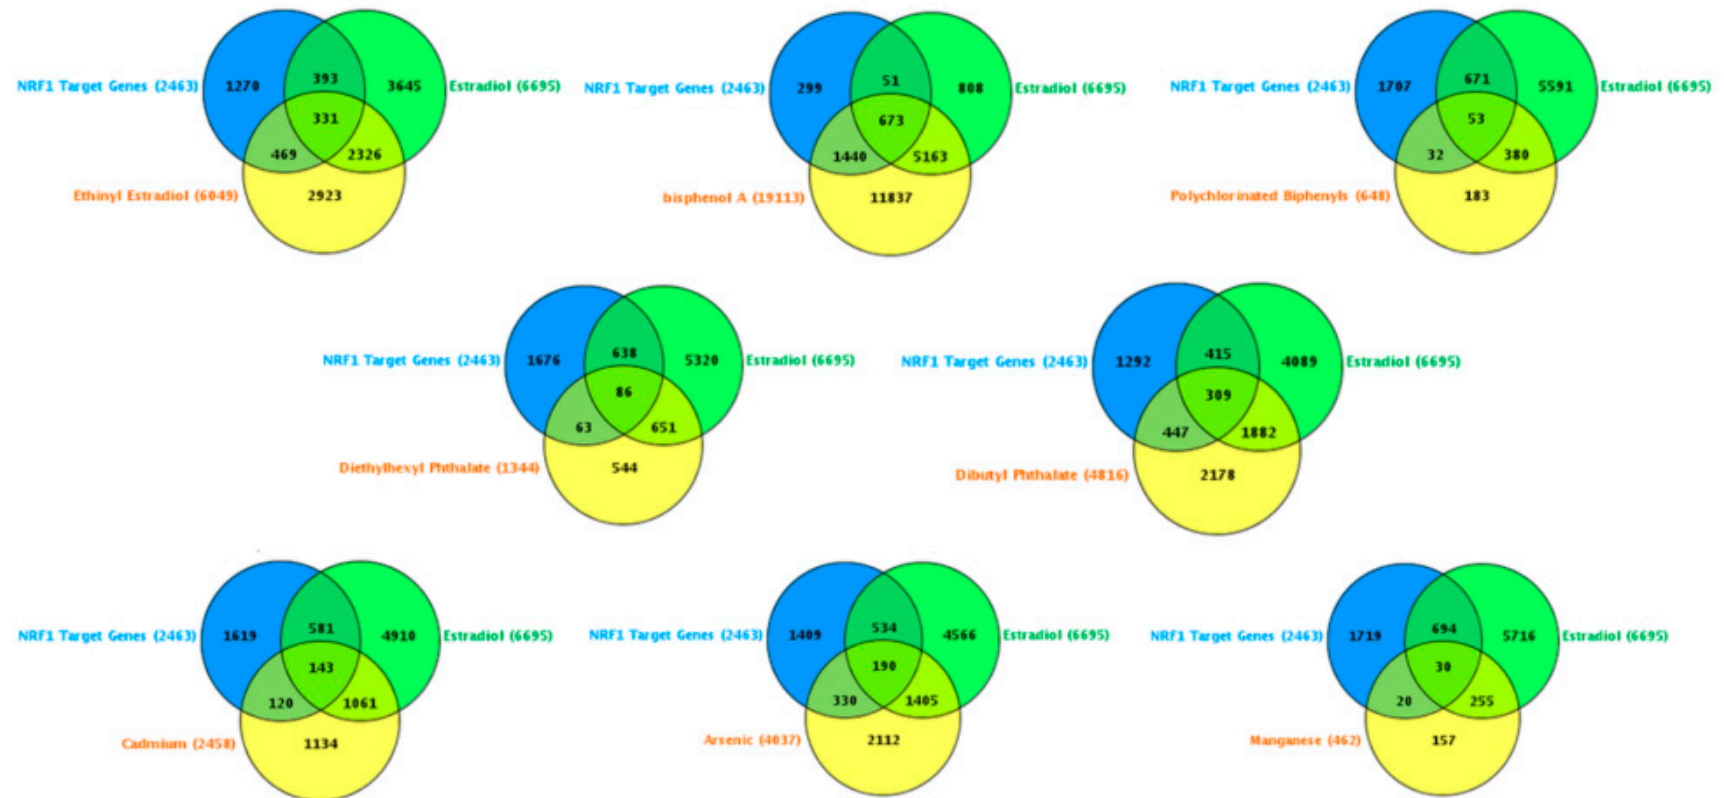 393
NRF1 Target Genes (2463) 1270 3645 Estradiol (6695)
331
469 2326
Ethinyl Estradiol (6049) 2923
51
NRF1 Target Genes (2463) 299 808 Estradiol (6695)
673
1440 5163
bisphenol A (19113) 11837
671
NRF1 Target Genes (2463) 1707 5591 Estradiol (6695)
53
32 380
Polychlorinated Biphenyls (648) 183
638
NRF1 Target Genes (2463) 1676 5320 Estradiol (6695)
86
63 651
Diethylhexyl Phthalate (1344) 544
415
NRF1 Target Genes (2463) 1292 4089 Estradiol (6695)
309
447 1882
Dibutyl Phthalate (4816) 2178
581
NRF1 Target Genes (2463) 1619 4910 Estradiol (6695)
143
120 1061
Cadmium (2458) 1134
534
NRF1 Target Genes (2463) 1409 4566 Estradiol (6695)
190
330 1405
Arsenic (4037) 2112
694
NRF1 Target Genes (2463) 1719 5716 Estradiol (6695)
30
20 255
Manganese (462) 157